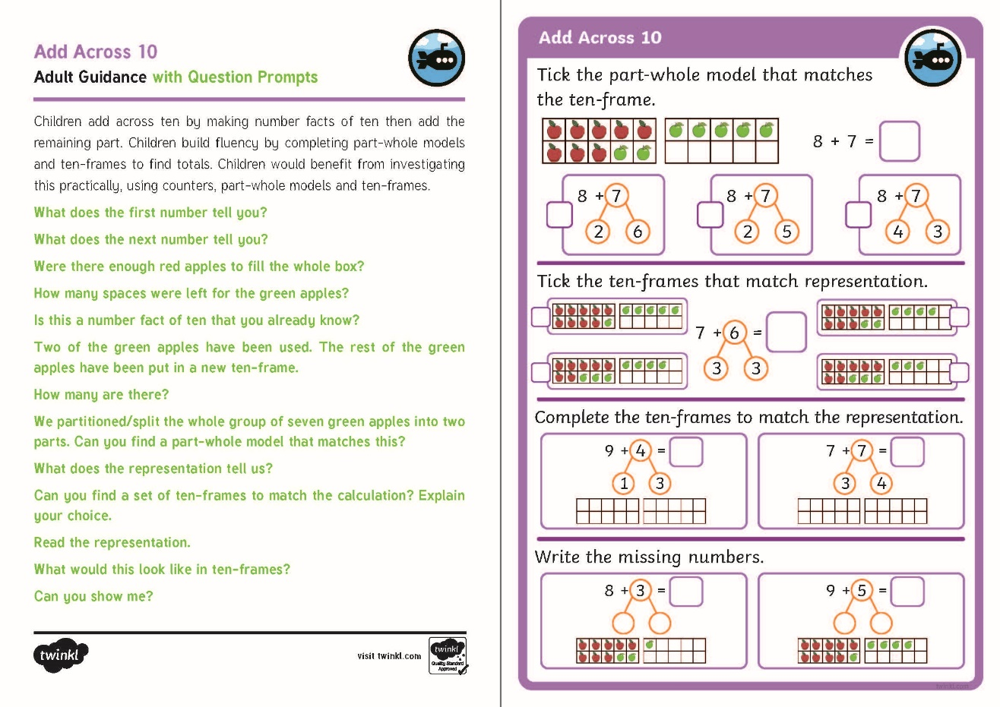 Add Across 10
Adult Guidance with Question Prompts
Children add across ten by making number facts of ten then add the
remaining part. Children build fluency by completing part-whole models
and ten-frames to find totals. Children would benefit from investigating
this practically, using counters, part-whole models and ten-frames.
What does the first number tell you?
What does the next number tell you?
Were there enough red apples to fill the whole box?
How many spaces were left for the green apples?
Is this a number fact of ten that you already know?
Two of the green apples have been used. The rest of the green
apples have been put in a new ten-frame.
How many are there?
We partitioned/split the whole group of seven green apples into two
parts. Can you find a part-whole model that matches this?
What does the representation tell us?
Can you find a set of ten-frames to match the calculation? Explain
your choice.
Read the representation.
What would this look like in ten-frames?
Can you show me?
twinkl
visit twinkl.com
twinkl
Quality Standard
Approved
Add Across 10
Tick the part-whole model that matches
the ten-frame.
8 + 7 =
8 + 7
2 6
8 + 7
2 5
8 + 7
4 3
Tick the ten-frames that match representation.
7 + 6 =
3 3
Complete the ten-frames to match the representation.
9 + 4 =
1 3
7 + 7 =
3 4
Write the missing numbers.
8 + 3 =
9 + 5 =
twinkl.com